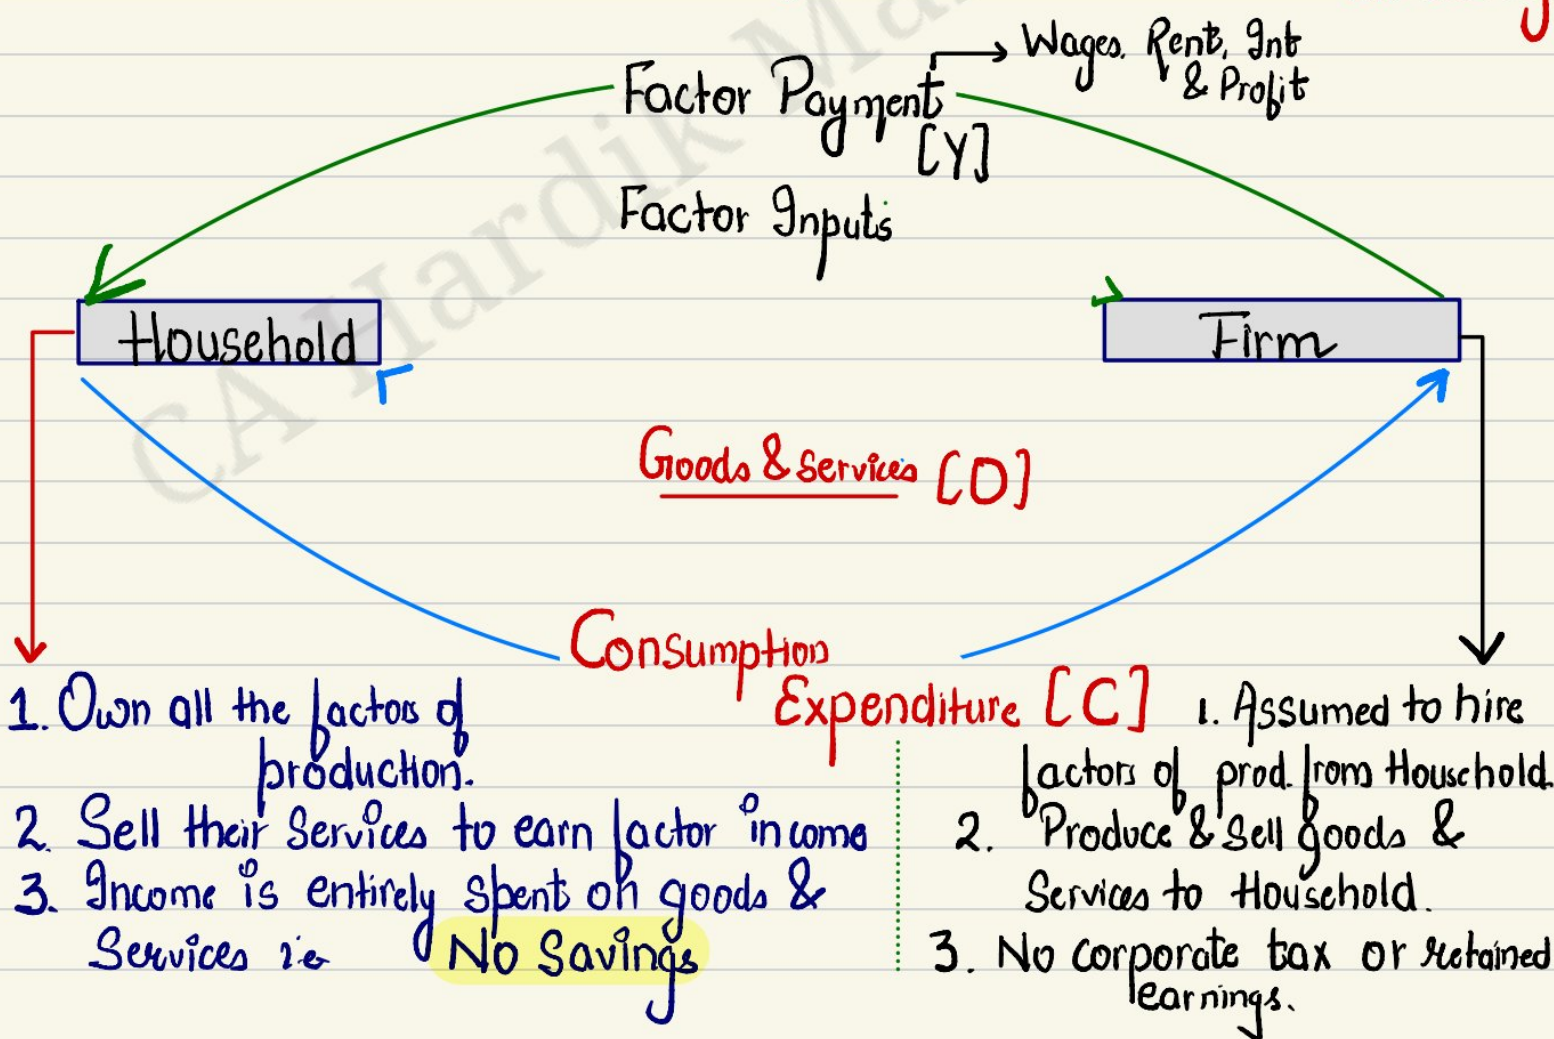 Wages, Rent, Int
& Profit
Factor Payment
[Y]
Factor Inputs
Household
Firm
Goods & Services [O]
Consumption
Expenditure [C]
1. Own all the factors of
production.
2. Sell their Services to earn factor income
3. Income is entirely spent on goods &
Services i.e No Savings
1. Assumed to hire
factors of prod. from Household.
2. Produce & Sell goods &
Services to Household.
3. No corporate tax or retained
earnings.
CA Hardik